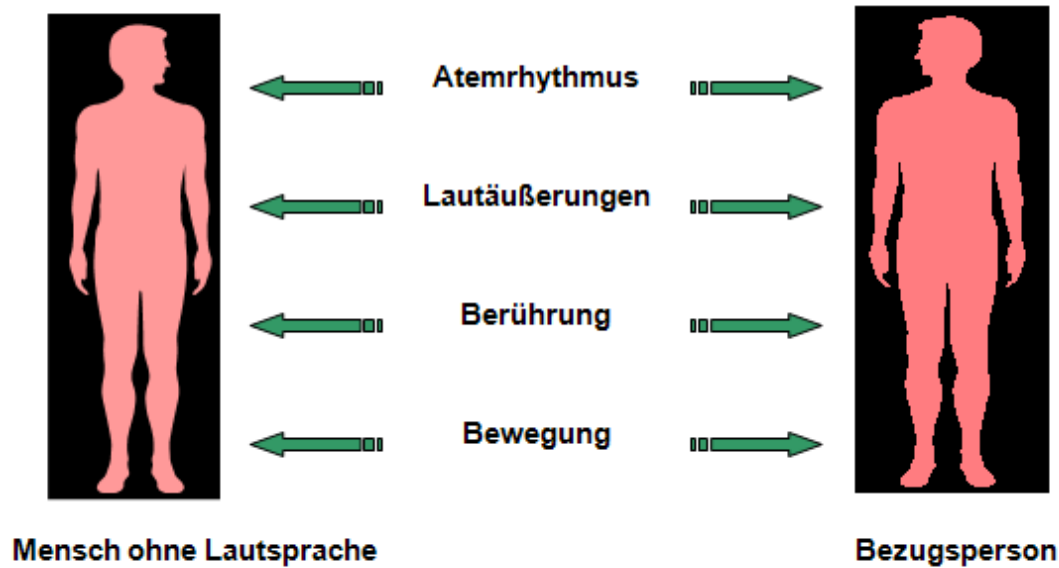 Atemrhythmus
Lautäußerungen
Berührung
Bewegung
Mensch ohne Lautsprache
Bezugsperson